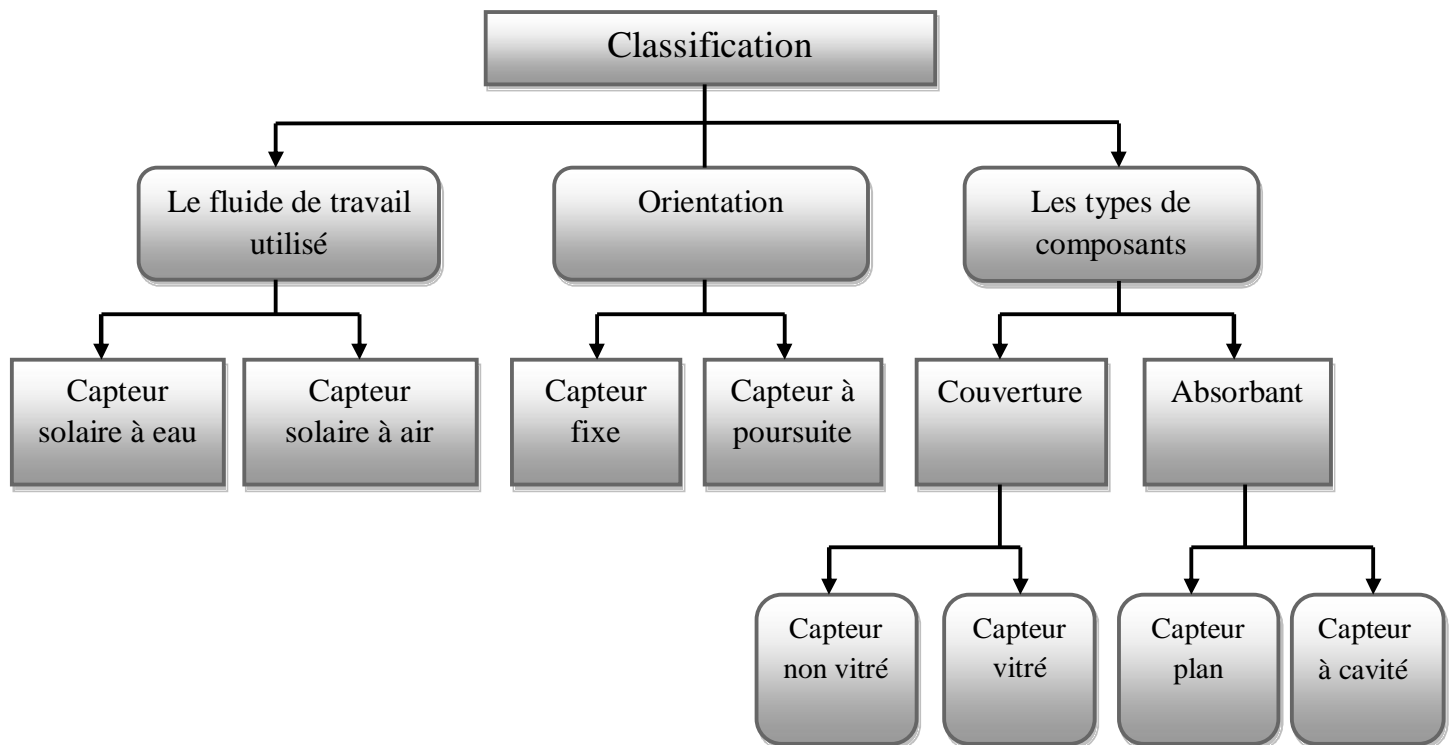 Classification
Le fluide de travail
utilisé
Orientation
Les types de
composants
Capteur
solaire à eau
Capteur
solaire à air
Capteur
fixe
Capteur à
poursuite
Couverture
Absorbant
Capteur
non vitré
Capteur
vitré
Capteur
plan
Capteur
à cavité